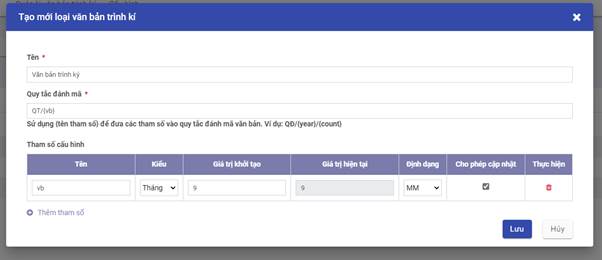 Tạo mới loại văn bản trình kí
Tên *
Văn bản trình ký
Quy tắc đánh mã *
QT/{vb}
Sử dụng {tên tham số} để đưa các tham số vào quy tắc đánh mã văn bản. Ví dụ: QĐ/{year}/{count}
Tham số cấu hình
Tên Kiểu Giá trị khởi tạo Giá trị hiện tại Định dạng Cho phép cập nhật Thực hiện
vb Tháng 9 9 MM
Thêm tham số
Lưu Hủy